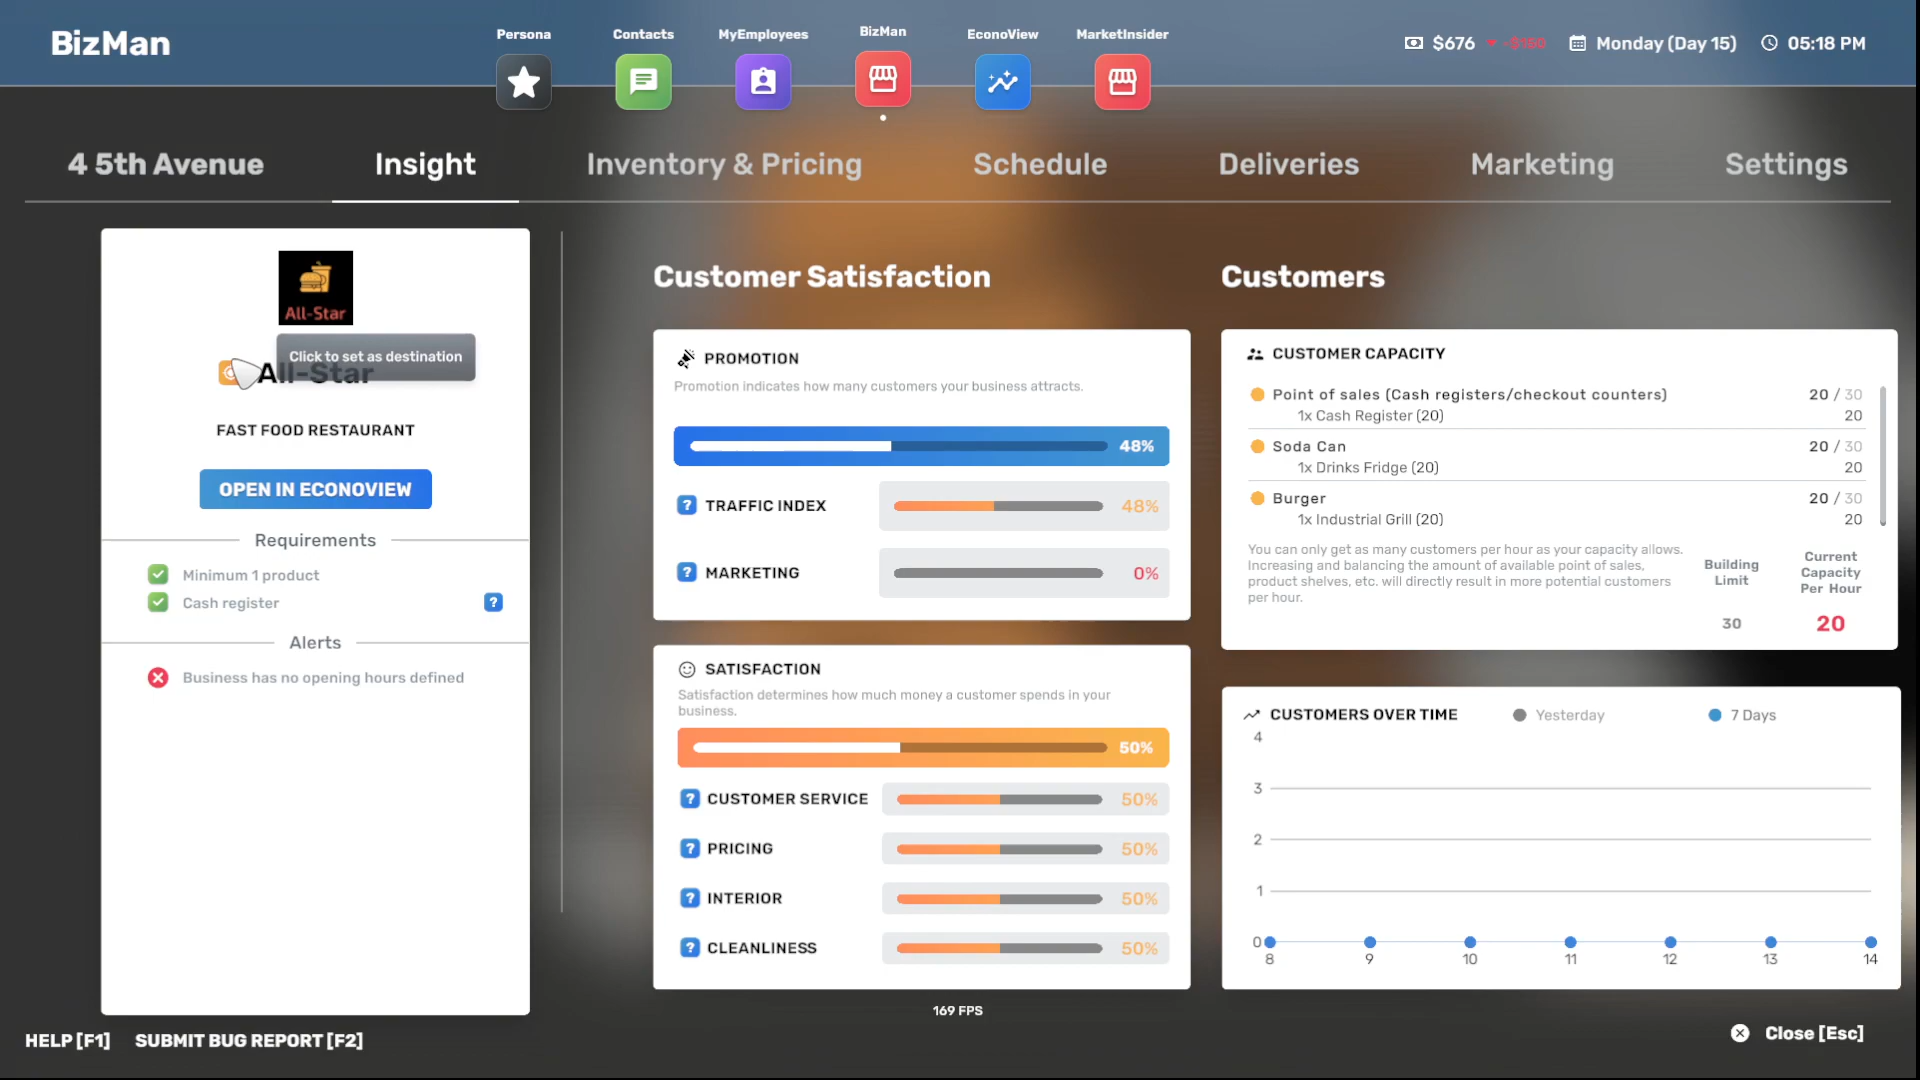 BizMan
Persona
Contacts
MyEmployees
BizMan
EconoView
MarketInsider
$676 -$150 Monday (Day 15) 05:18 PM
4 5th Avenue
Insight
Inventory & Pricing
Schedule
Deliveries
Marketing
Settings
All-Star
Click to set as destination
All-Star
FAST FOOD RESTAURANT
OPEN IN ECONOVIEW
Requirements
Minimum 1 product
Cash register ?
Alerts
Business has no opening hours defined
Customer Satisfaction
PROMOTION
Promotion indicates how many customers your business attracts.
48%
? TRAFFIC INDEX 48%
? MARKETING 0%
SATISFACTION
Satisfaction determines how much money a customer spends in your
business.
50%
? CUSTOMER SERVICE 50%
? PRICING 50%
? INTERIOR 50%
? CLEANLINESS 50%
Customers
CUSTOMER CAPACITY
Point of sales (Cash registers/checkout counters) 20 / 30
1x Cash Register (20) 20
Soda Can 20 / 30
1x Drinks Fridge (20) 20
Burger 20 / 30
1x Industrial Grill (20) 20
You can only get as many customers per hour as your capacity allows.
Increasing and balancing the amount of available point of sales,
product shelves, etc. will directly result in more potential customers
per hour.
Building
Limit
30
Current
Capacity
Per Hour
20
CUSTOMERS OVER TIME Yesterday 7 Days
4
3
2
1
0
8 9 10 11 12 13 14
169 FPS
HELP [F1] SUBMIT BUG REPORT [F2]
Close [Esc]